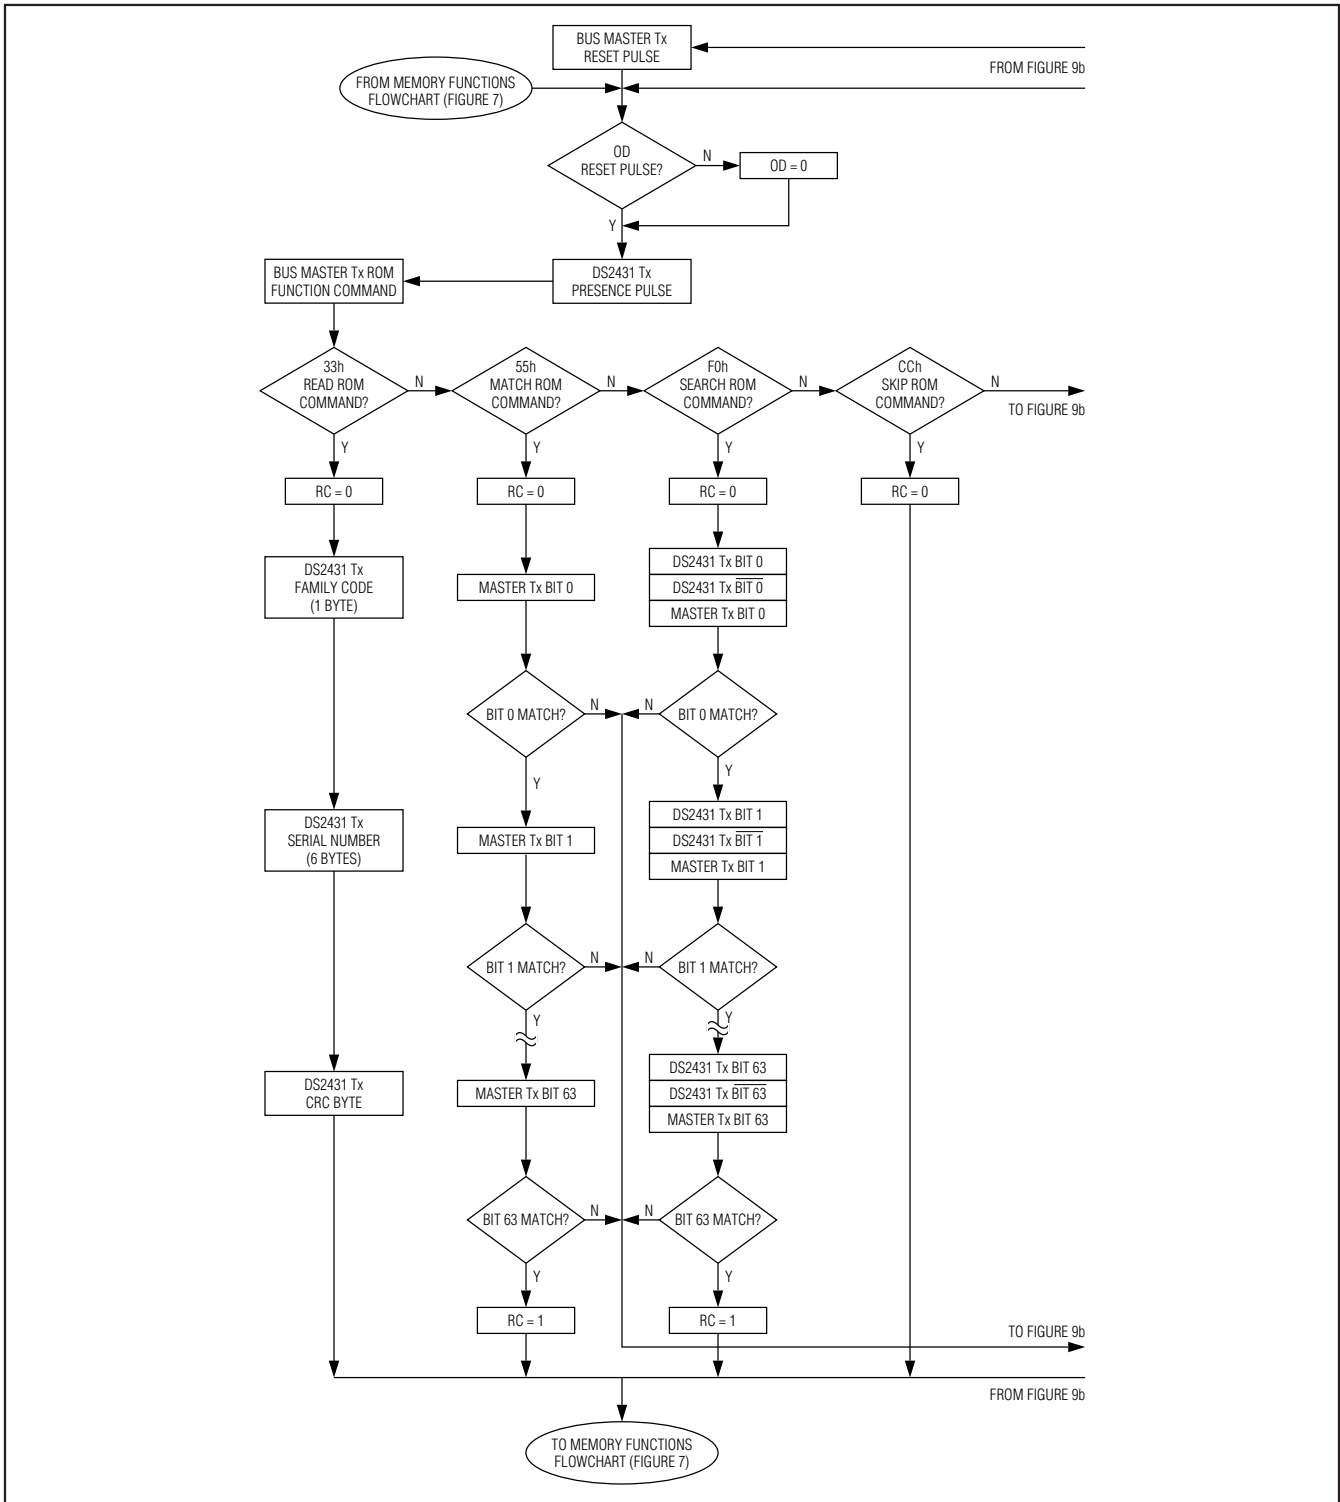 BUS MASTER Tx
RESET PULSE
FROM FIGURE 9b
FROM MEMORY FUNCTIONS
FLOWCHART (FIGURE 7)
OD
RESET PULSE?
N
OD = 0
Y
BUS MASTER Tx ROM
FUNCTION COMMAND
DS2431 Tx
PRESENCE PULSE
33h
READ ROM
COMMAND?
N
55h
MATCH ROM
COMMAND?
N
F0h
SEARCH ROM
COMMAND?
N
CCh
SKIP ROM
COMMAND?
N
TO FIGURE 9b
Y
Y
Y
Y
RC = 0
RC = 0
RC = 0
RC = 0
DS2431 Tx
FAMILY CODE
(1 BYTE)
MASTER Tx BIT 0
DS2431 Tx BIT 0
DS2431 Tx B̅I̅T̅ ̅0̅
MASTER Tx BIT 0
BIT 0 MATCH?
N
N
BIT 0 MATCH?
Y
Y
DS2431 Tx
SERIAL NUMBER
(6 BYTES)
MASTER Tx BIT 1
DS2431 Tx BIT 1
DS2431 Tx B̅I̅T̅ ̅1̅
MASTER Tx BIT 1
BIT 1 MATCH?
N
N
BIT 1 MATCH?
Y
Y
DS2431 Tx
CRC BYTE
MASTER Tx BIT 63
DS2431 Tx BIT 63
DS2431 Tx B̅I̅T̅ ̅6̅3̅
MASTER Tx BIT 63
BIT 63 MATCH?
N
N
BIT 63 MATCH?
Y
Y
RC = 1
RC = 1
TO FIGURE 9b
FROM FIGURE 9b
TO MEMORY FUNCTIONS
FLOWCHART (FIGURE 7)